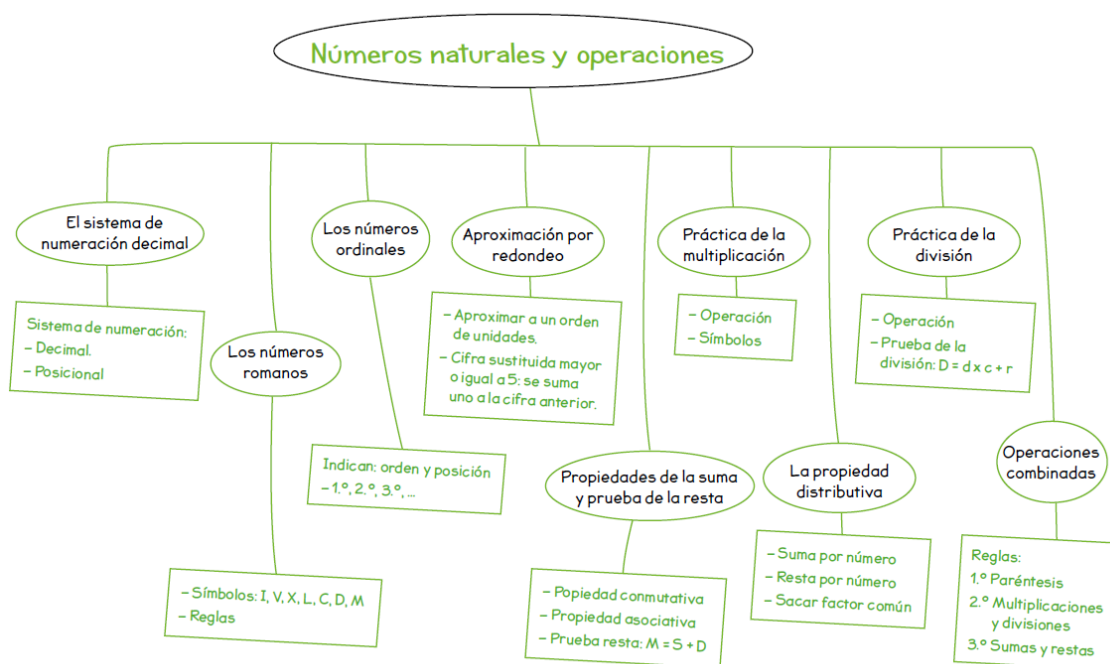 Números naturales y operaciones
El sistema de
numeración decimal
Sistema de numeración:
– Decimal.
– Posicional
Los números
romanos
– Símbolos: I, V, X, L, C, D, M
– Reglas
Los números
ordinales
Indican: orden y posición
– 1.º, 2.º, 3.º, ...
Aproximación por
redondeo
– Aproximar a un orden
de unidades.
– Cifra sustituida mayor
o igual a 5: se suma
uno a la cifra anterior.
Propiedades de la suma
y prueba de la resta
– Popiedad conmutativa
– Propiedad asociativa
– Prueba resta: M = S + D
Práctica de la
multiplicación
– Operación
– Símbolos
La propiedad
distributiva
– Suma por número
– Resta por número
– Sacar factor común
Práctica de la
división
– Operación
– Prueba de la
división: D = d x c + r
Operaciones
combinadas
Reglas:
1.º Paréntesis
2.º Multiplicaciones
y divisiones
3.º Sumas y restas